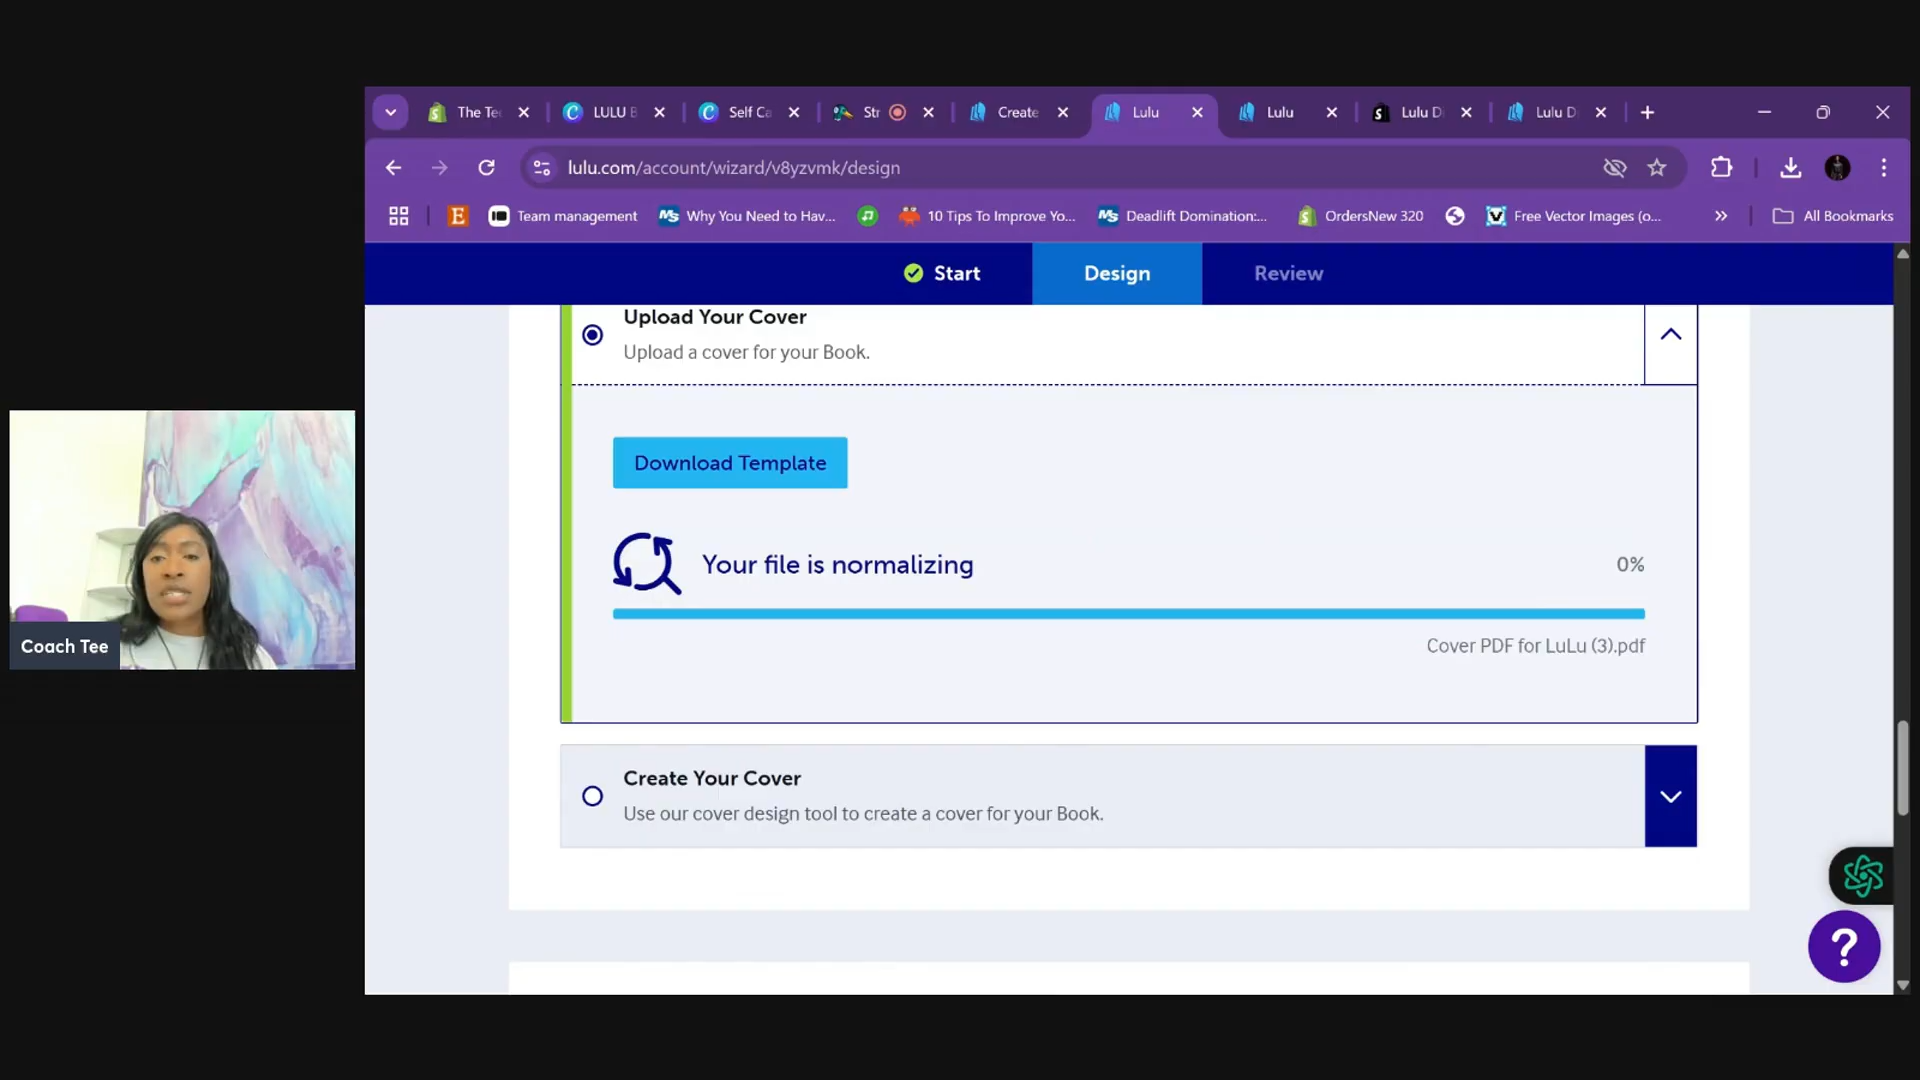 The Te
LULU B
Self Ca
Str
Create
Lulu
Lulu
Lulu D
Lulu D
lulu.com/account/wizard/v8yzvmk/design
Team management
Why You Need to Hav...
10 Tips To Improve Yo...
Deadlift Domination:...
OrdersNew 320
Free Vector Images (o...
All Bookmarks
Start
Design
Review
Upload Your Cover
Upload a cover for your Book.
Download Template
Your file is normalizing
0%
Cover PDF for LuLu (3).pdf
Coach Tee
Create Your Cover
Use our cover design tool to create a cover for your Book.